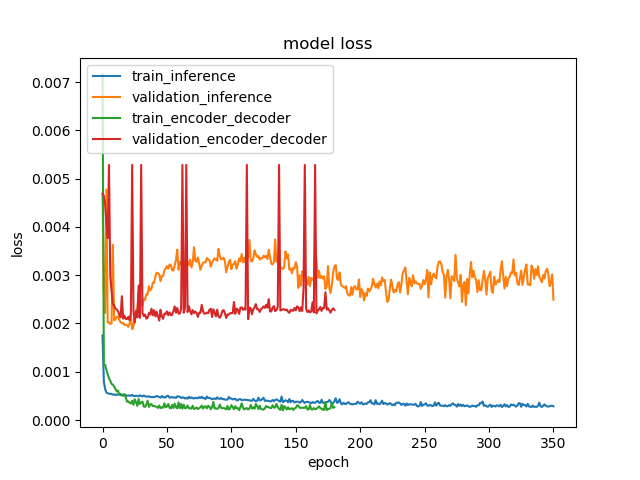 model loss
train_inference
validation_inference
train_encoder_decoder
validation_encoder_decoder
loss
0.007
0.006
0.005
0.004
0.003
0.002
0.001
0.000
0 50 100 150 200 250 300 350
epoch